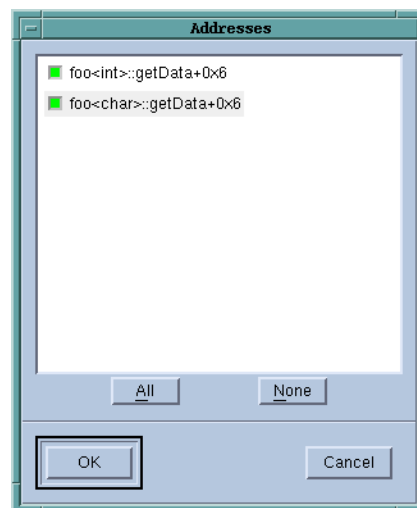 Addresses
foo<int>::getData+0x6
foo<char>::getData+0x6
All
None
OK
Cancel